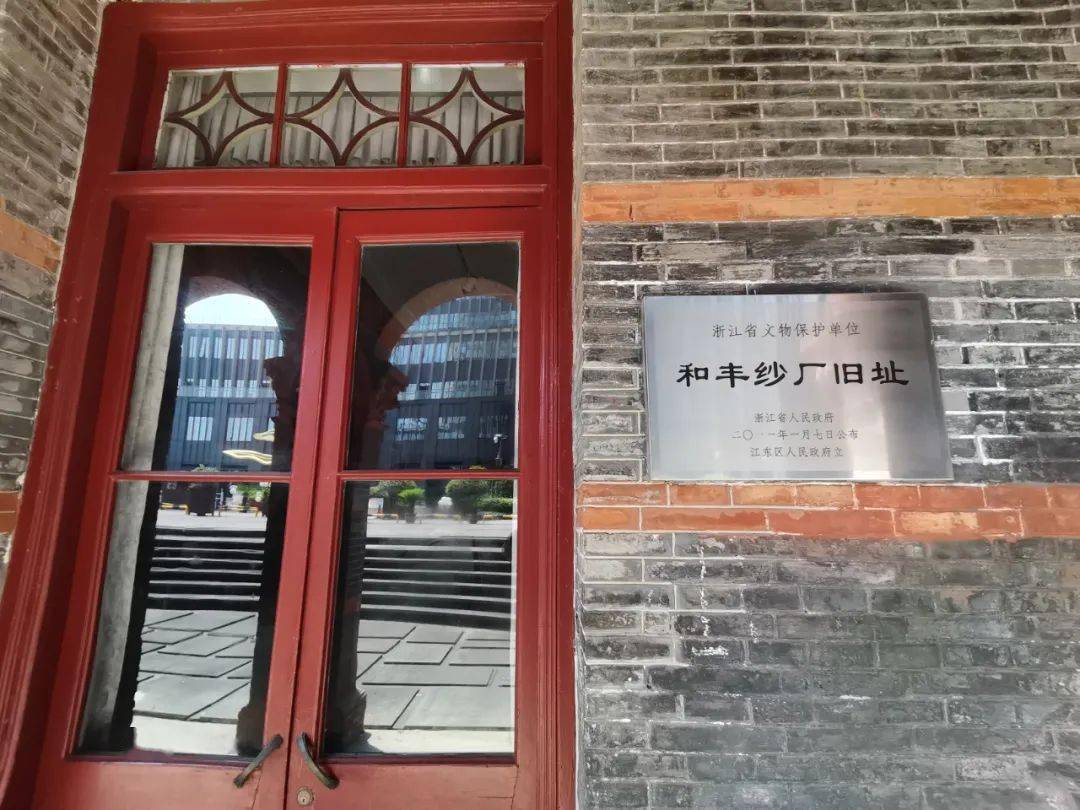 浙江省文物保护单位
和丰纱厂旧址
浙江省人民政府
二〇一一年一月七日公布
江东区人民政府立